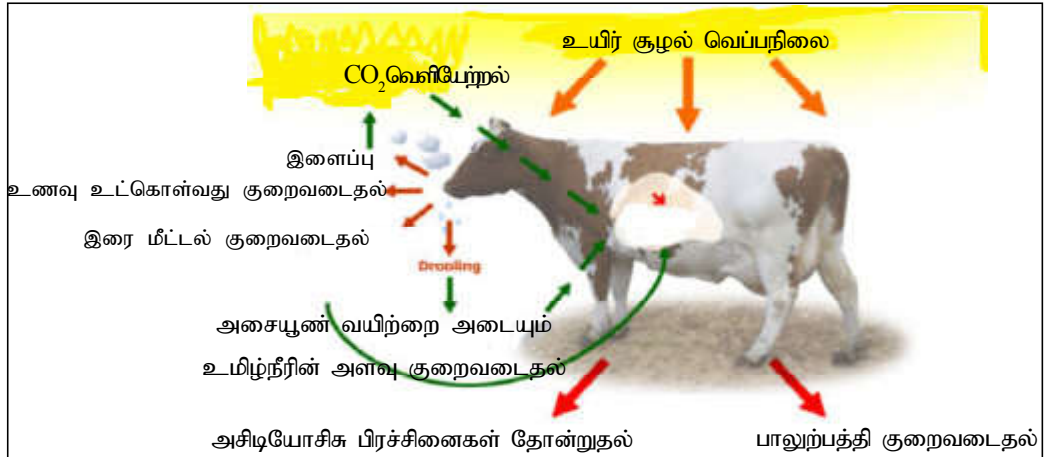 உயிர் சூழல் வெப்பநிலை
CO₂வெளியேற்றல்
இளைப்பு
உணவு உட்கொள்வது குறைவடைதல்
இரை மீட்டல் குறைவடைதல்
Drooling
அசையூண் வயிற்றை அடையும்
உமிழ்நீரின் அளவு குறைவடைதல்
அசிடியோசிசு பிரச்சினைகள் தோன்றுதல்
பாலுற்பத்தி குறைவடைதல்